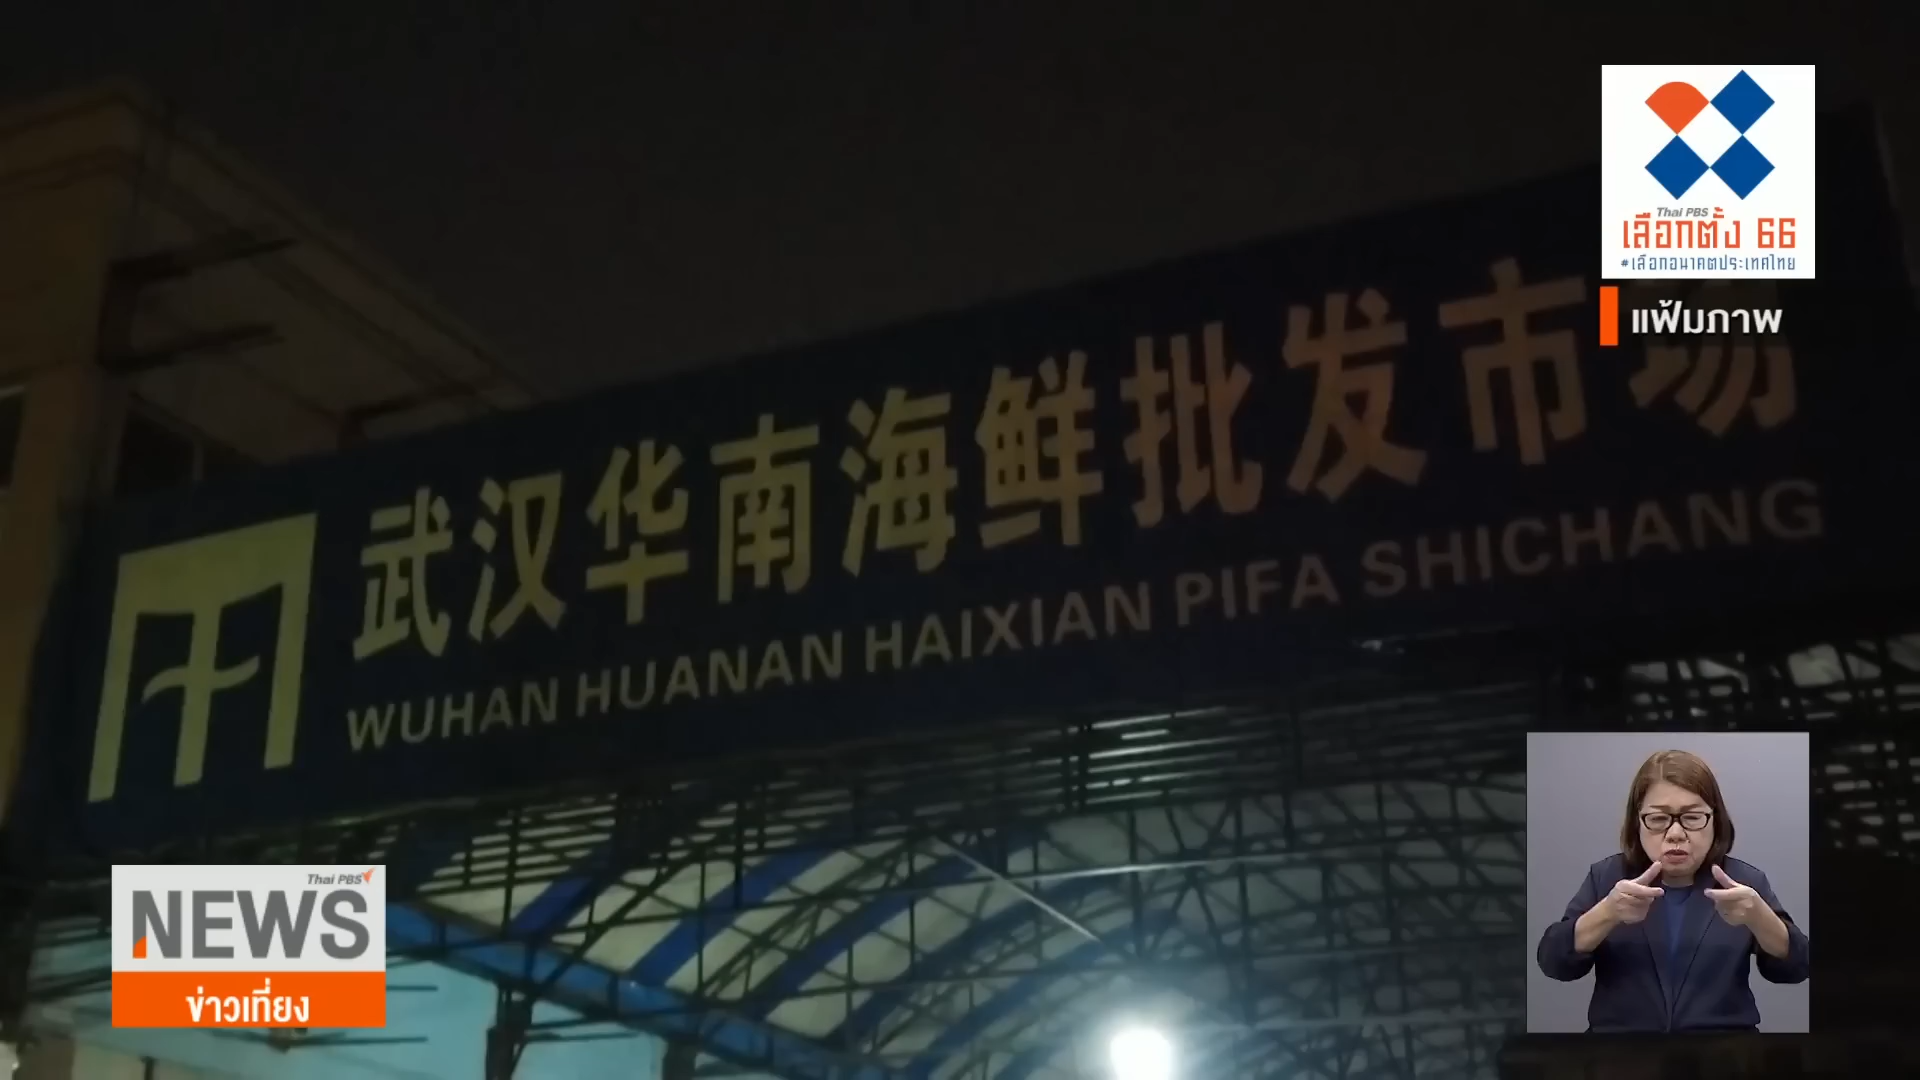 Thai PBS
เลือกตั้ง 66
#เลือกอนาคตประเทศไทย
แฟ้มภาพ
武汉华南海鲜批发市场
WUHAN HUANAN HAIXIAN PIFA SHICHANG
Thai PBS
NEWS
ข่าวเที่ยง